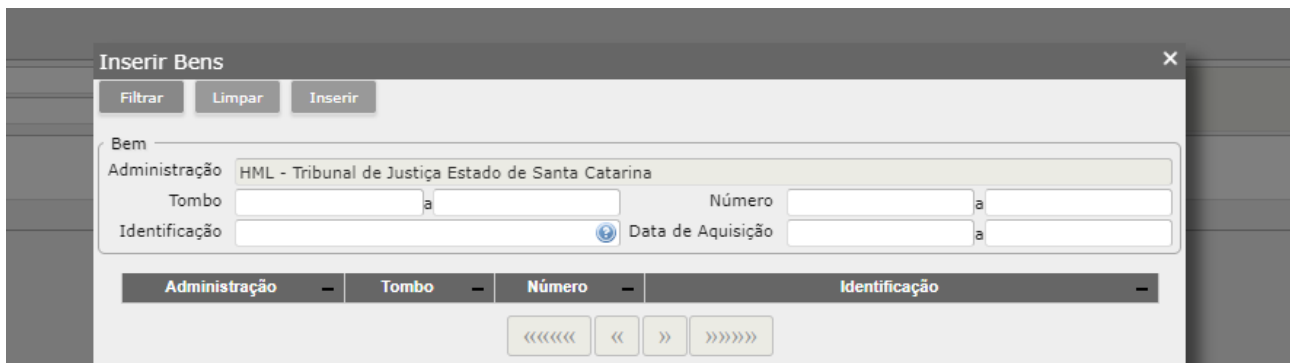 Inserir Bens ×
Filtrar Limpar Inserir
Bem
Administração HML - Tribunal de Justiça Estado de Santa Catarina
Tombo a Número a
Identificação Data de Aquisição a
Administração Tombo Número Identificação
«««« « » »»»»